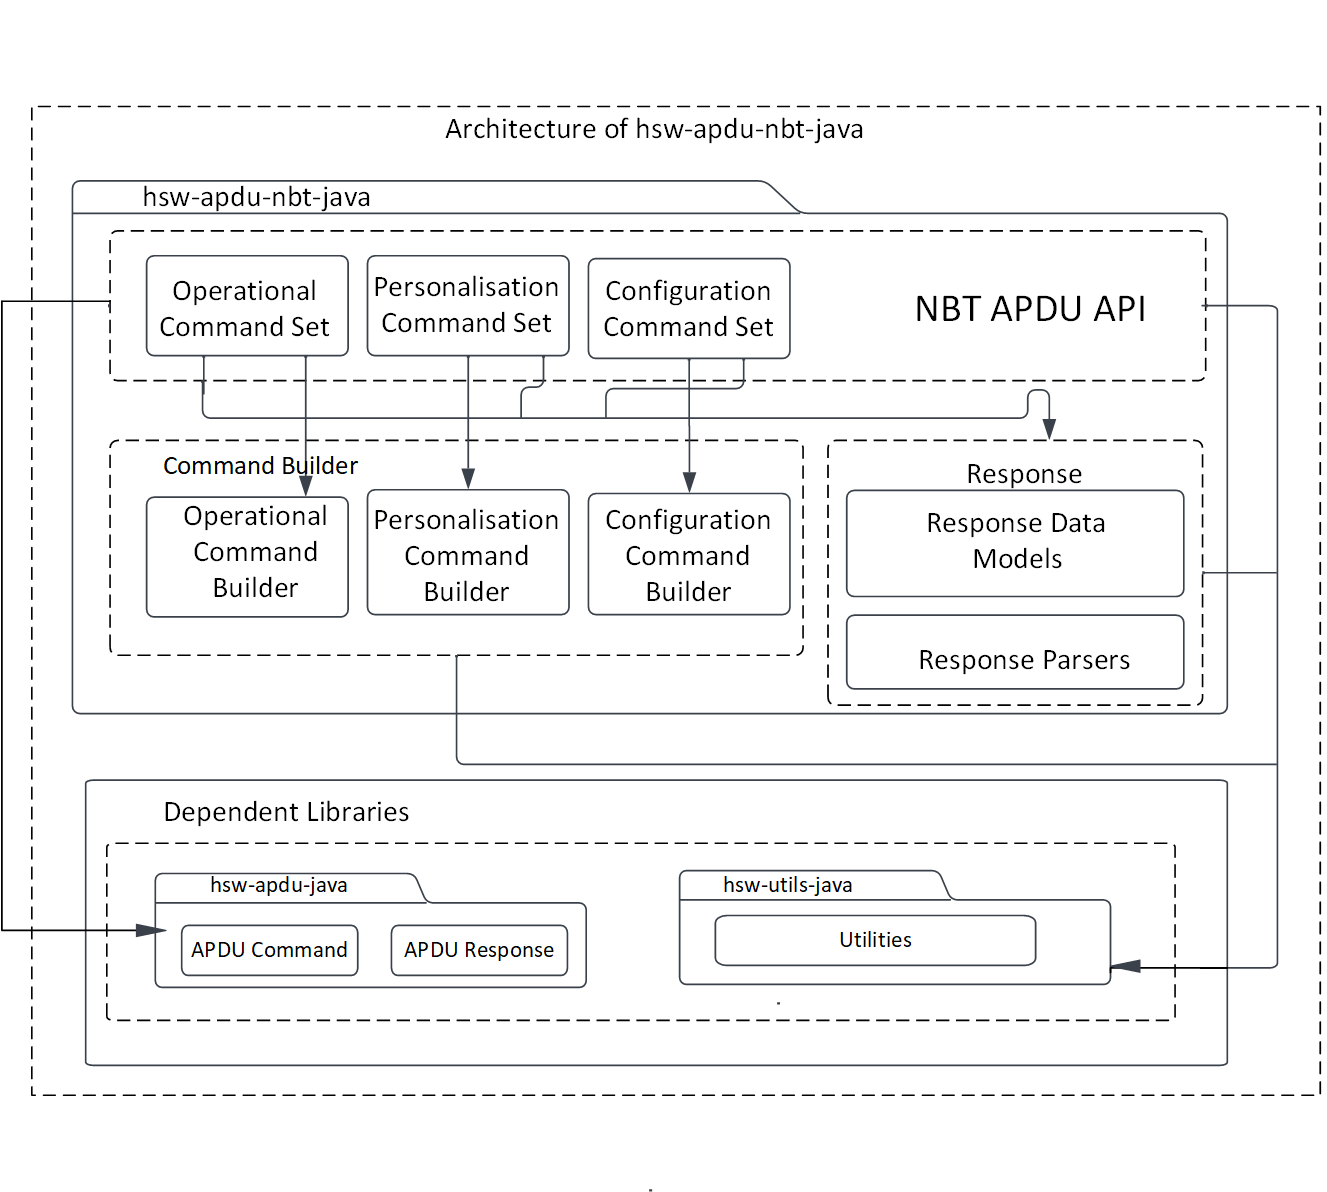 Architecture of hsw-apdu-nbt-java
hsw-apdu-nbt-java
Operational
Command Set
Personalisation
Command Set
Configuration
Command Set
NBT APDU API
Command Builder
Operational
Command
Builder
Personalisation
Command
Builder
Configuration
Command
Builder
Response
Response Data
Models
Response Parsers
Dependent Libraries
hsw-apdu-java
APDU Command
APDU Response
hsw-utils-java
Utilities